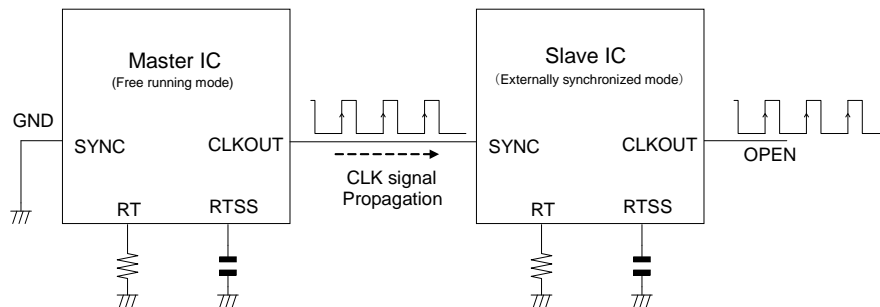 Master IC
(Free running mode)
GND
SYNC
CLKOUT
RT
RTSS
CLK signal
Propagation
Slave IC
(Externally synchronized mode)
SYNC
CLKOUT
OPEN
RT
RTSS